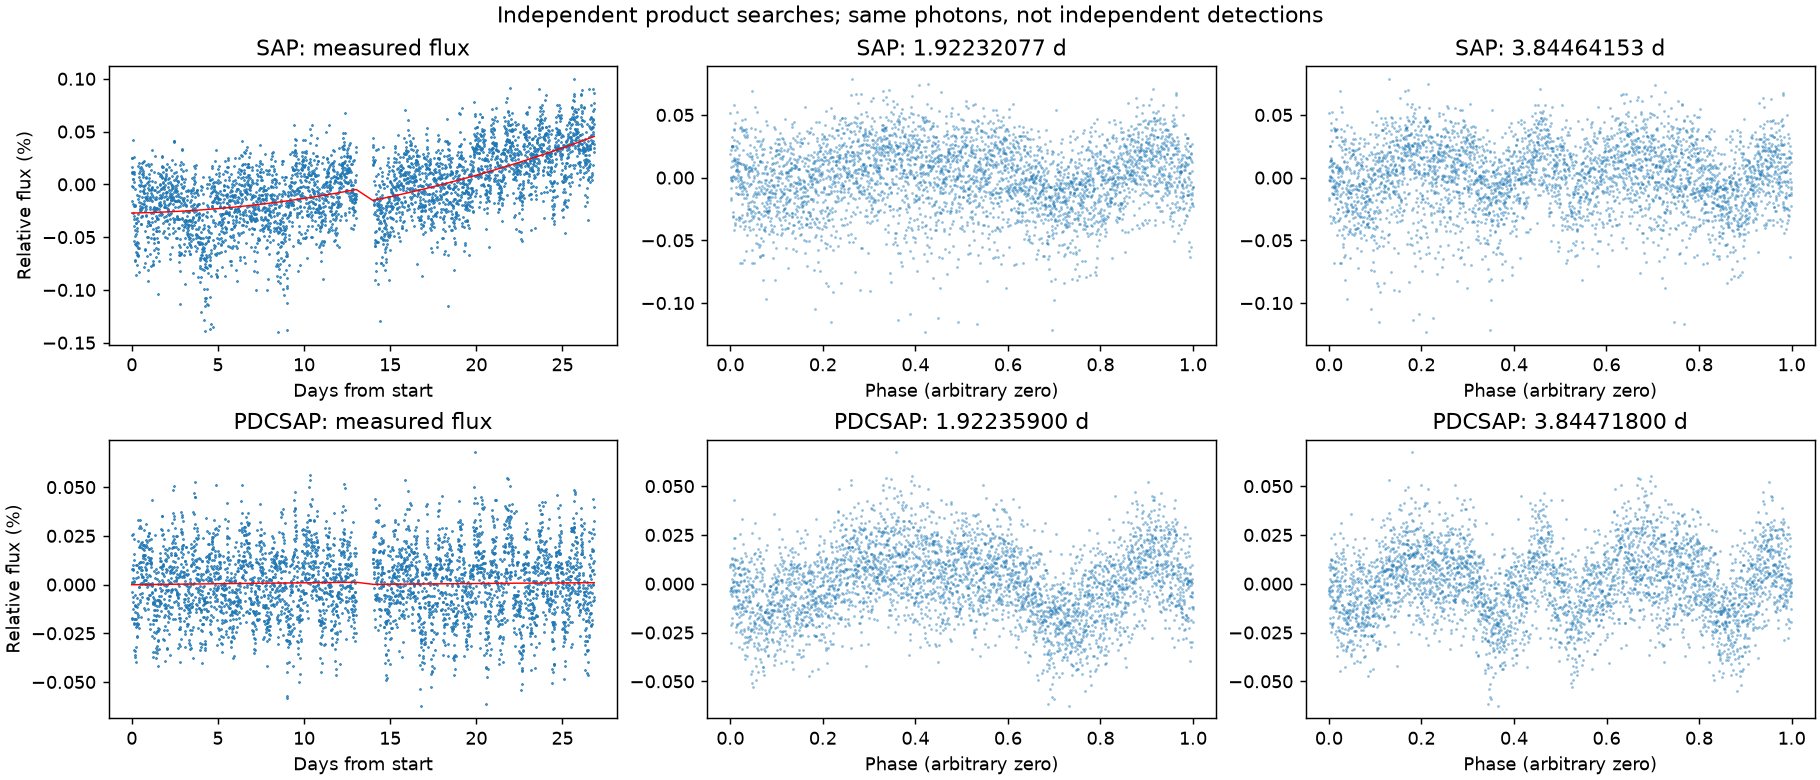 Independent product searches; same photons, not independent detections
SAP: measured flux
SAP: 1.92232077 d
SAP: 3.84464153 d
Relative flux (%)
0.10
0.05
0.00
−0.05
−0.10
−0.15
0 5 10 15 20 25
Days from start
0.05
0.00
−0.05
−0.10
0.0 0.2 0.4 0.6 0.8 1.0
Phase (arbitrary zero)
0.05
0.00
−0.05
−0.10
0.0 0.2 0.4 0.6 0.8 1.0
Phase (arbitrary zero)
PDCSAP: measured flux
PDCSAP: 1.92235900 d
PDCSAP: 3.84471800 d
Relative flux (%)
0.050
0.025
0.000
−0.025
−0.050
0 5 10 15 20 25
Days from start
0.050
0.025
0.000
−0.025
−0.050
0.0 0.2 0.4 0.6 0.8 1.0
Phase (arbitrary zero)
0.050
0.025
0.000
−0.025
−0.050
0.0 0.2 0.4 0.6 0.8 1.0
Phase (arbitrary zero)